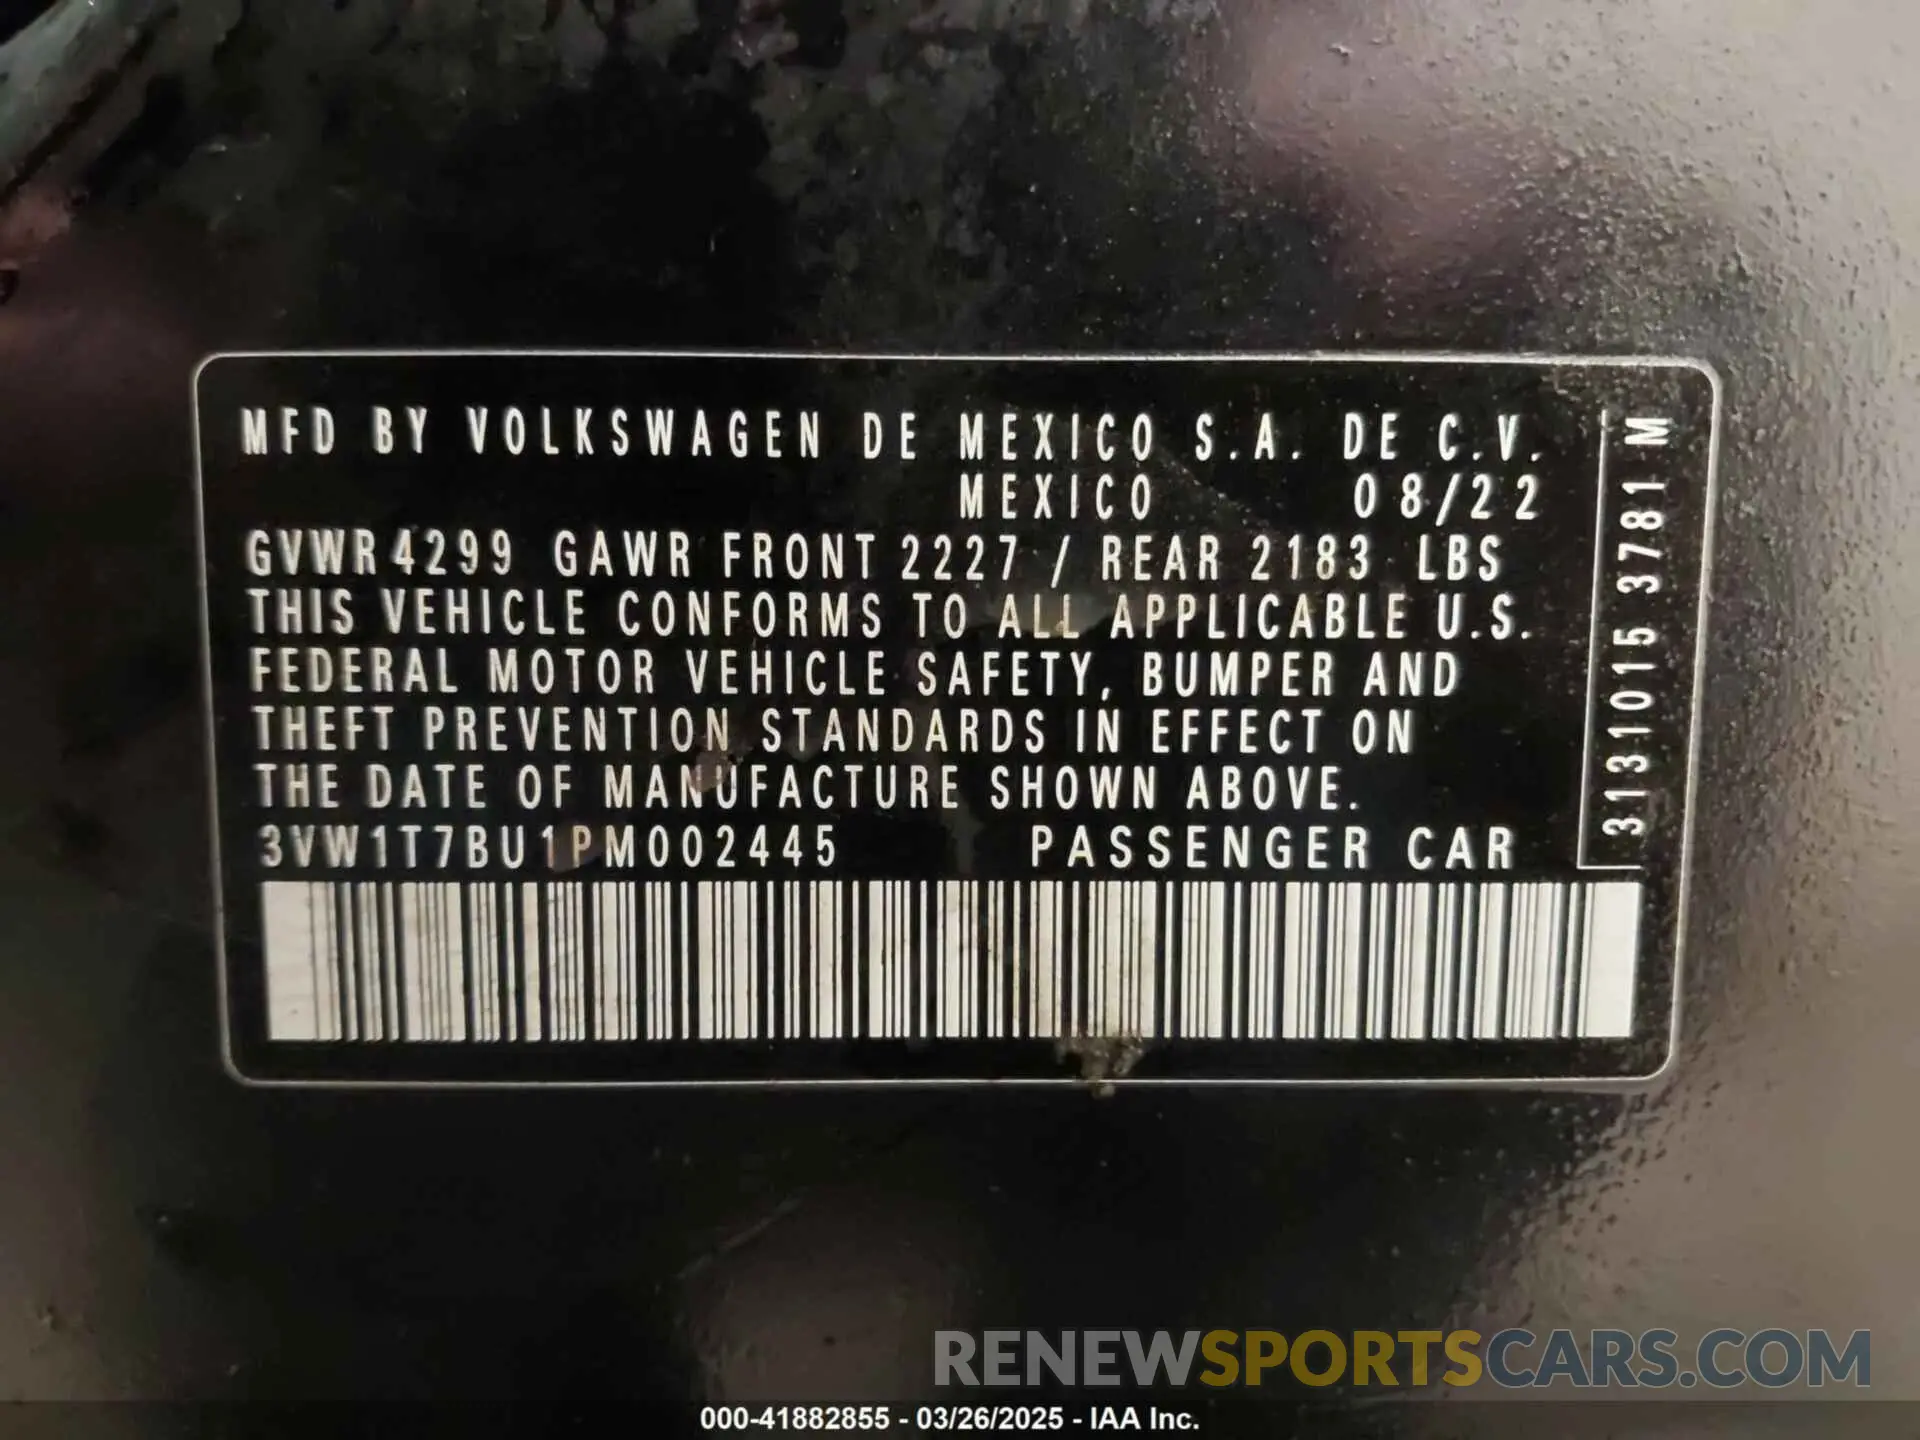 MFD BY VOLKSWAGEN DE MEXICO S.A. DE C.V.
MEXICO 08/22
GVWR 4299 GAWR FRONT 2227 / REAR 2183 LBS
THIS VEHICLE CONFORMS TO ALL APPLICABLE U.S.
FEDERAL MOTOR VEHICLE SAFETY, BUMPER AND
THEFT PREVENTION STANDARDS IN EFFECT ON
THE DATE OF MANUFACTURE SHOWN ABOVE.
3VW1T7BU1PM002445 PASSENGER CAR
3131015 3781 M
RENEWSPORTSCARS.COM
000-41882855 - 03/26/2025 - IAA Inc.